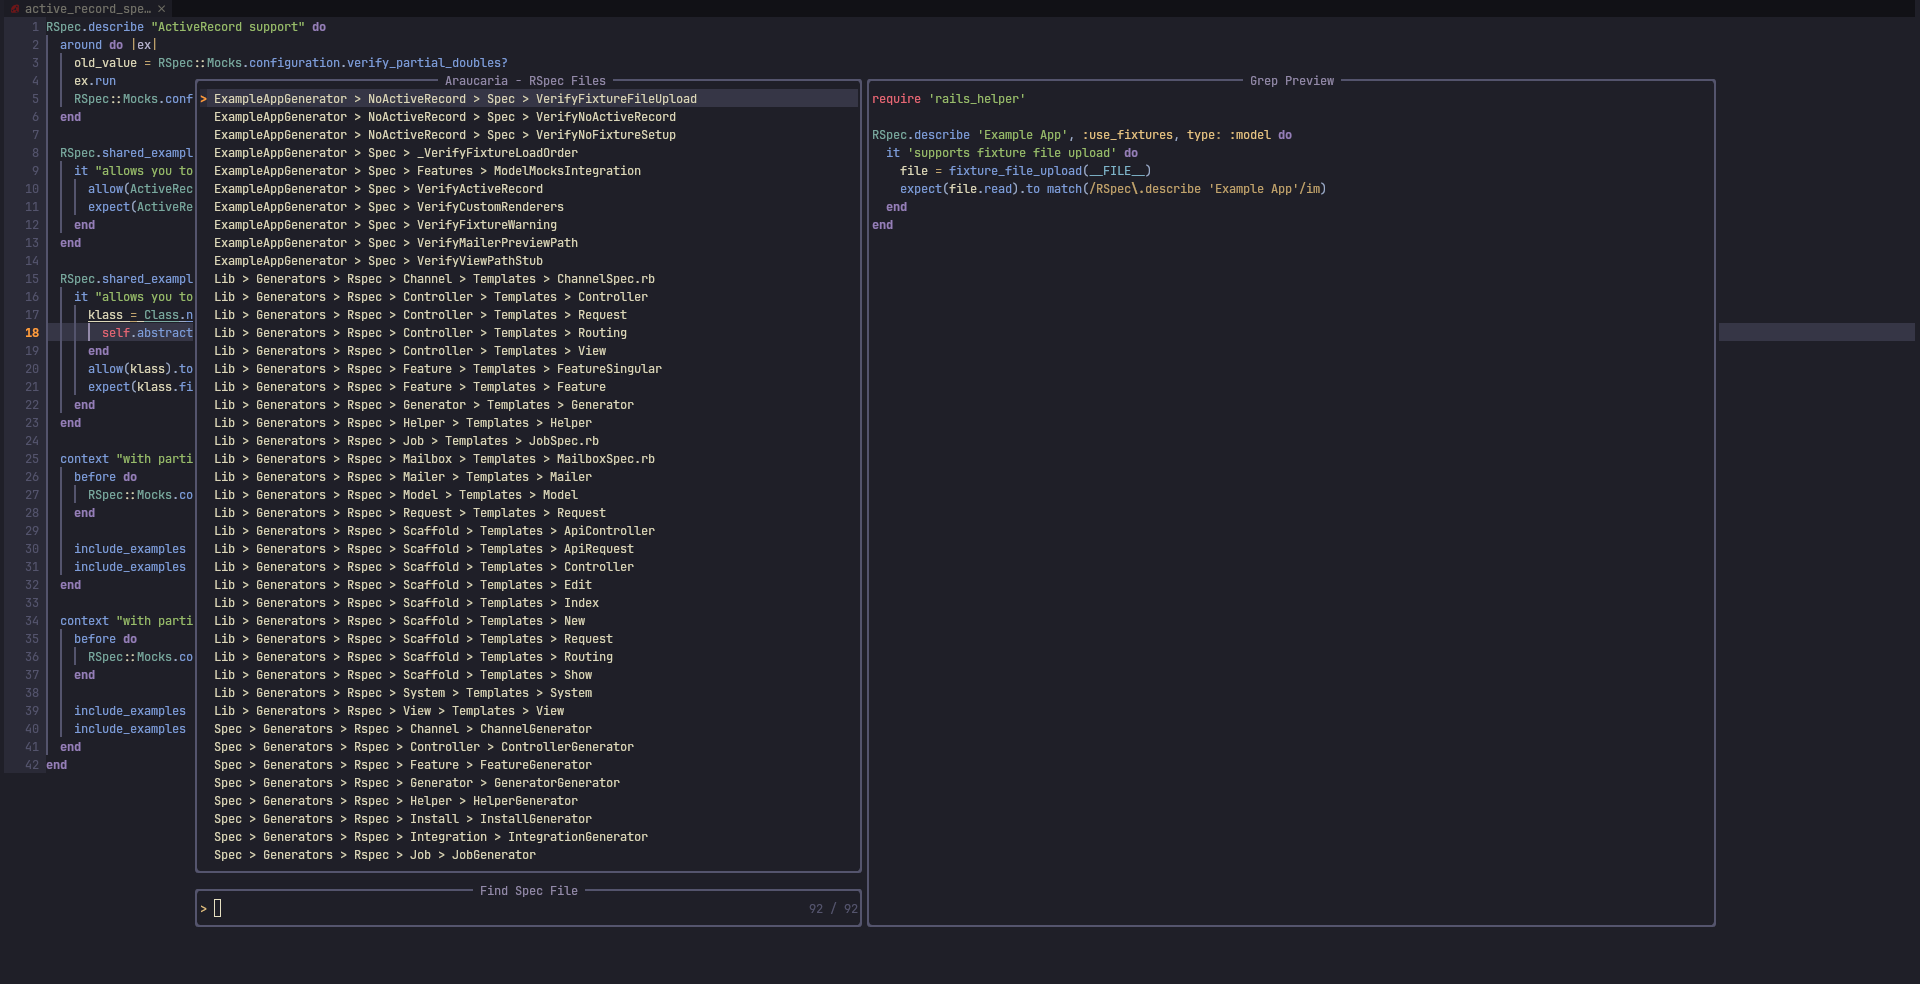 active_record_spe… ×
1 RSpec.describe "ActiveRecord support" do
2 around do |ex|
3 old_value = RSpec::Mocks.configuration.verify_partial_doubles?
4 ex.run
5 RSpec::Mocks.conf
6 end
7
8 RSpec.shared_exampl
9 it "allows you to
10 allow(ActiveRec
11 expect(ActiveRe
12 end
13 end
14
15 RSpec.shared_exampl
16 it "allows you to
17 klass = Class.n
18 self.abstract
19 end
20 allow(klass).to
21 expect(klass.fi
22 end
23 end
24
25 context "with parti
26 before do
27 RSpec::Mocks.co
28 end
29
30 include_examples
31 include_examples
32 end
33
34 context "with parti
35 before do
36 RSpec::Mocks.co
37 end
38
39 include_examples
40 include_examples
41 end
42 end
Araucaria - RSpec Files
> ExampleAppGenerator > NoActiveRecord > Spec > VerifyFixtureFileUpload
ExampleAppGenerator > NoActiveRecord > Spec > VerifyNoActiveRecord
ExampleAppGenerator > NoActiveRecord > Spec > VerifyNoFixtureSetup
ExampleAppGenerator > Spec > _VerifyFixtureLoadOrder
ExampleAppGenerator > Spec > Features > ModelMocksIntegration
ExampleAppGenerator > Spec > VerifyActiveRecord
ExampleAppGenerator > Spec > VerifyCustomRenderers
ExampleAppGenerator > Spec > VerifyFixtureWarning
ExampleAppGenerator > Spec > VerifyMailerPreviewPath
ExampleAppGenerator > Spec > VerifyViewPathStub
Lib > Generators > Rspec > Channel > Templates > ChannelSpec.rb
Lib > Generators > Rspec > Controller > Templates > Controller
Lib > Generators > Rspec > Controller > Templates > Request
Lib > Generators > Rspec > Controller > Templates > Routing
Lib > Generators > Rspec > Controller > Templates > View
Lib > Generators > Rspec > Feature > Templates > FeatureSingular
Lib > Generators > Rspec > Feature > Templates > Feature
Lib > Generators > Rspec > Generator > Templates > Generator
Lib > Generators > Rspec > Helper > Templates > Helper
Lib > Generators > Rspec > Job > Templates > JobSpec.rb
Lib > Generators > Rspec > Mailbox > Templates > MailboxSpec.rb
Lib > Generators > Rspec > Mailer > Templates > Mailer
Lib > Generators > Rspec > Model > Templates > Model
Lib > Generators > Rspec > Request > Templates > Request
Lib > Generators > Rspec > Scaffold > Templates > ApiController
Lib > Generators > Rspec > Scaffold > Templates > ApiRequest
Lib > Generators > Rspec > Scaffold > Templates > Controller
Lib > Generators > Rspec > Scaffold > Templates > Edit
Lib > Generators > Rspec > Scaffold > Templates > Index
Lib > Generators > Rspec > Scaffold > Templates > New
Lib > Generators > Rspec > Scaffold > Templates > Request
Lib > Generators > Rspec > Scaffold > Templates > Routing
Lib > Generators > Rspec > Scaffold > Templates > Show
Lib > Generators > Rspec > System > Templates > System
Lib > Generators > Rspec > View > Templates > View
Spec > Generators > Rspec > Channel > ChannelGenerator
Spec > Generators > Rspec > Controller > ControllerGenerator
Spec > Generators > Rspec > Feature > FeatureGenerator
Spec > Generators > Rspec > Generator > GeneratorGenerator
Spec > Generators > Rspec > Helper > HelperGenerator
Spec > Generators > Rspec > Install > InstallGenerator
Spec > Generators > Rspec > Integration > IntegrationGenerator
Spec > Generators > Rspec > Job > JobGenerator
Find Spec File
> 92 / 92
Grep Preview
require 'rails_helper'
RSpec.describe 'Example App', :use_fixtures, type: :model do
it 'supports fixture file upload' do
file = fixture_file_upload(__FILE__)
expect(file.read).to match(/RSpec\.describe 'Example App'/im)
end
end